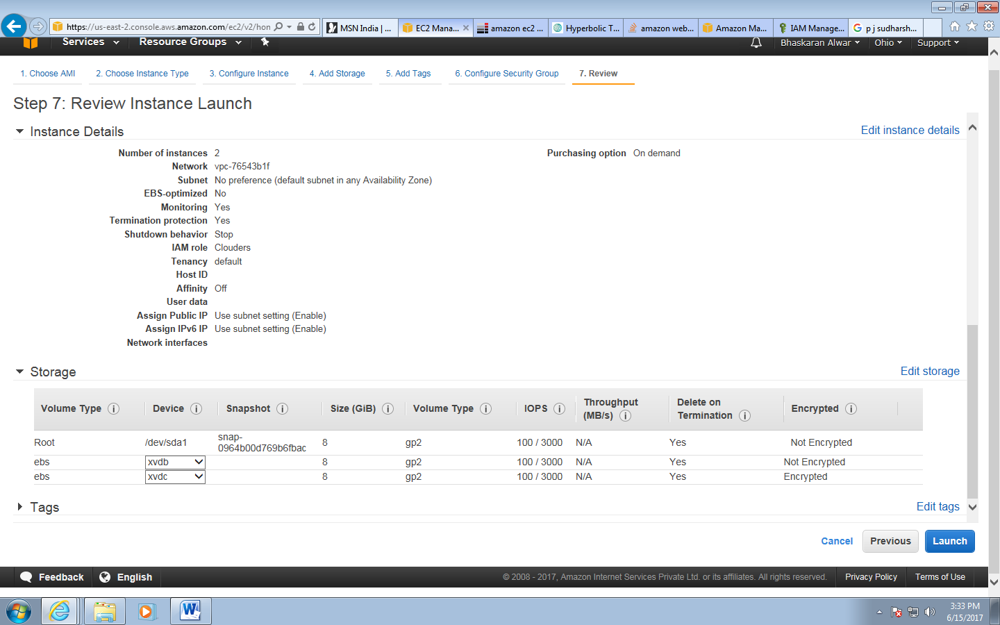 https://us-east-2.console.aws.amazon.com/ec2/v2/hon
MSN India | ...
EC2 Mana...
amazon ec2 ...
Hyperbolic T...
amazon web...
Amazon Ma...
IAM Manage...
p j sudharsh...
Services
Resource Groups
Bhaskaran Alwar
Ohio
Support
1. Choose AMI
2. Choose Instance Type
3. Configure Instance
4. Add Storage
5. Add Tags
6. Configure Security Group
7. Review
Step 7: Review Instance Launch
Instance Details
Edit instance details
Number of instances 2
Purchasing option On demand
Network vpc-76543b1f
Subnet No preference (default subnet in any Availability Zone)
EBS-optimized No
Monitoring Yes
Termination protection Yes
Shutdown behavior Stop
IAM role Clouders
Tenancy default
Host ID
Affinity Off
User data
Assign Public IP Use subnet setting (Enable)
Assign IPv6 IP Use subnet setting (Enable)
Network interfaces
Storage
Edit storage
Volume Type i Device i Snapshot i Size (GiB) i Volume Type i IOPS i Throughput (MB/s) i Delete on Termination i Encrypted i
Root /dev/sda1 snap-0964b00d769b6fbac 8 gp2 100 / 3000 N/A Yes Not Encrypted
ebs xvdb 8 gp2 100 / 3000 N/A Yes Not Encrypted
ebs xvdc 8 gp2 100 / 3000 N/A Yes Encrypted
Tags
Edit tags
Cancel
Previous
Launch
Feedback
English
© 2008 - 2017, Amazon Internet Services Private Ltd. or its affiliates. All rights reserved.
Privacy Policy
Terms of Use
3:33 PM
6/15/2017